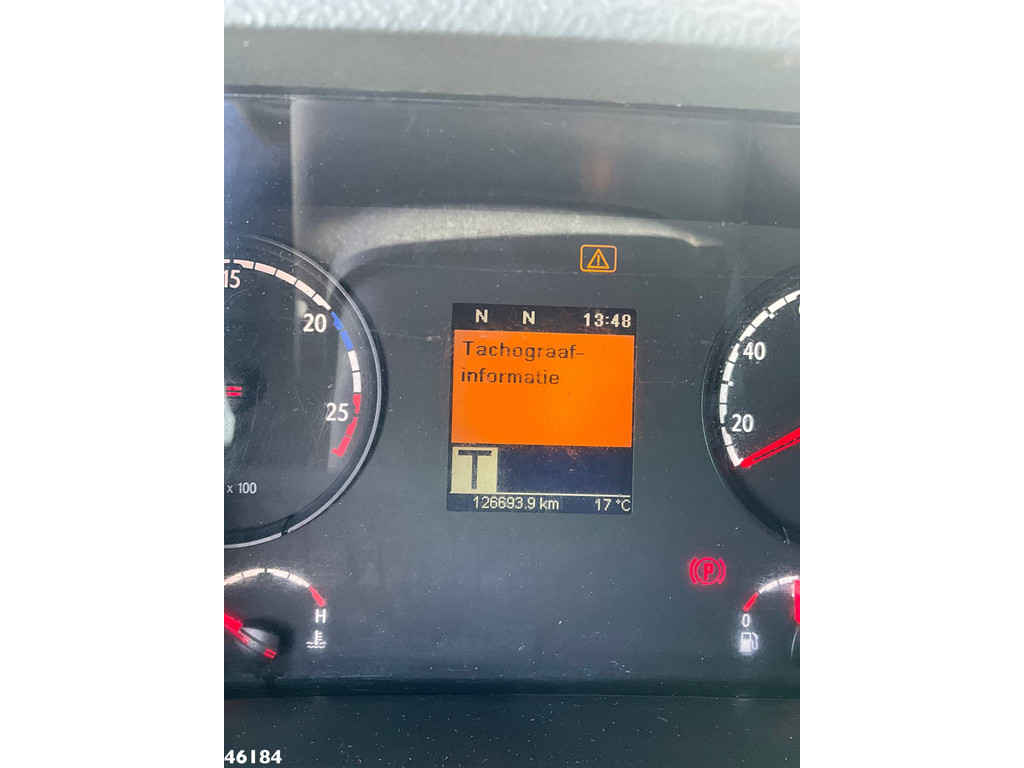 N N 13:48
Tachograaf-
informatie
T
126693.9 km 17 °C
15
20
25
x 100
H
40
20
P
0
46184